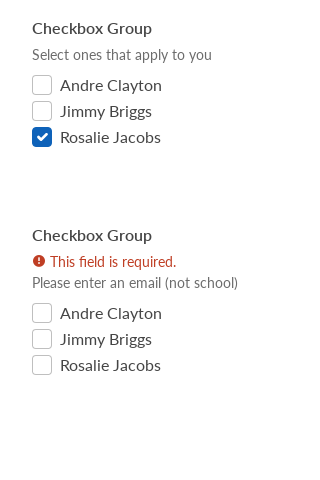 Checkbox Group
Select ones that apply to you
Andre Clayton
Jimmy Briggs
Rosalie Jacobs
Checkbox Group
This field is required.
Please enter an email (not school)
Andre Clayton
Jimmy Briggs
Rosalie Jacobs